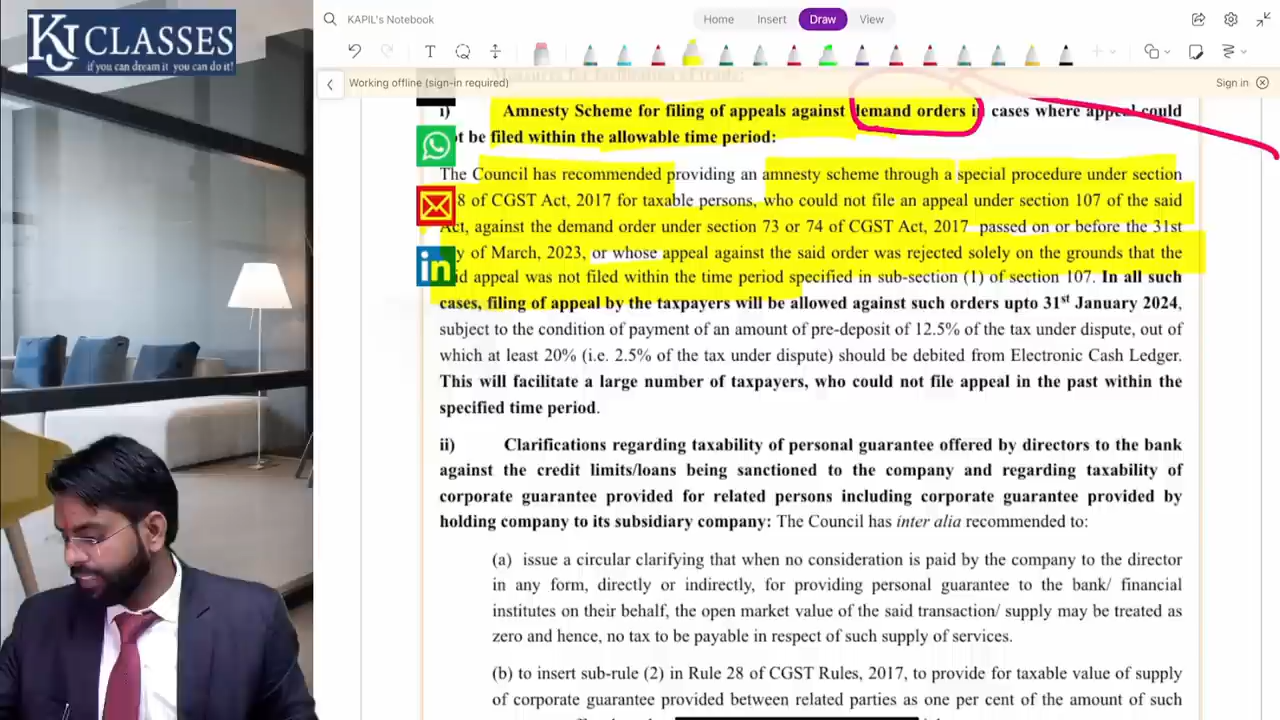 KJ CLASSES
if you can dream it you can do it!
KAPIL's Notebook
Home Insert Draw View
Working offline (sign-in required)
Sign in
i) Amnesty Scheme for filing of appeals against demand orders in cases where appeal could
not be filed within the allowable time period:
The Council has recommended providing an amnesty scheme through a special procedure under section
8 of CGST Act, 2017 for taxable persons, who could not file an appeal under section 107 of the said
Act, against the demand order under section 73 or 74 of CGST Act, 2017 passed on or before the 31st
y of March, 2023, or whose appeal against the said order was rejected solely on the grounds that the
id appeal was not filed within the time period specified in sub-section (1) of section 107. In all such
cases, filing of appeal by the taxpayers will be allowed against such orders upto 31st January 2024,
subject to the condition of payment of an amount of pre-deposit of 12.5% of the tax under dispute, out of
which at least 20% (i.e. 2.5% of the tax under dispute) should be debited from Electronic Cash Ledger.
This will facilitate a large number of taxpayers, who could not file appeal in the past within the
specified time period.
ii) Clarifications regarding taxability of personal guarantee offered by directors to the bank
against the credit limits/loans being sanctioned to the company and regarding taxability of
corporate guarantee provided for related persons including corporate guarantee provided by
holding company to its subsidiary company: The Council has inter alia recommended to:
(a) issue a circular clarifying that when no consideration is paid by the company to the director
in any form, directly or indirectly, for providing personal guarantee to the bank/ financial
institutes on their behalf, the open market value of the said transaction/ supply may be treated as
zero and hence, no tax to be payable in respect of such supply of services.
(b) to insert sub-rule (2) in Rule 28 of CGST Rules, 2017, to provide for taxable value of supply
of corporate guarantee provided between related parties as one per cent of the amount of such